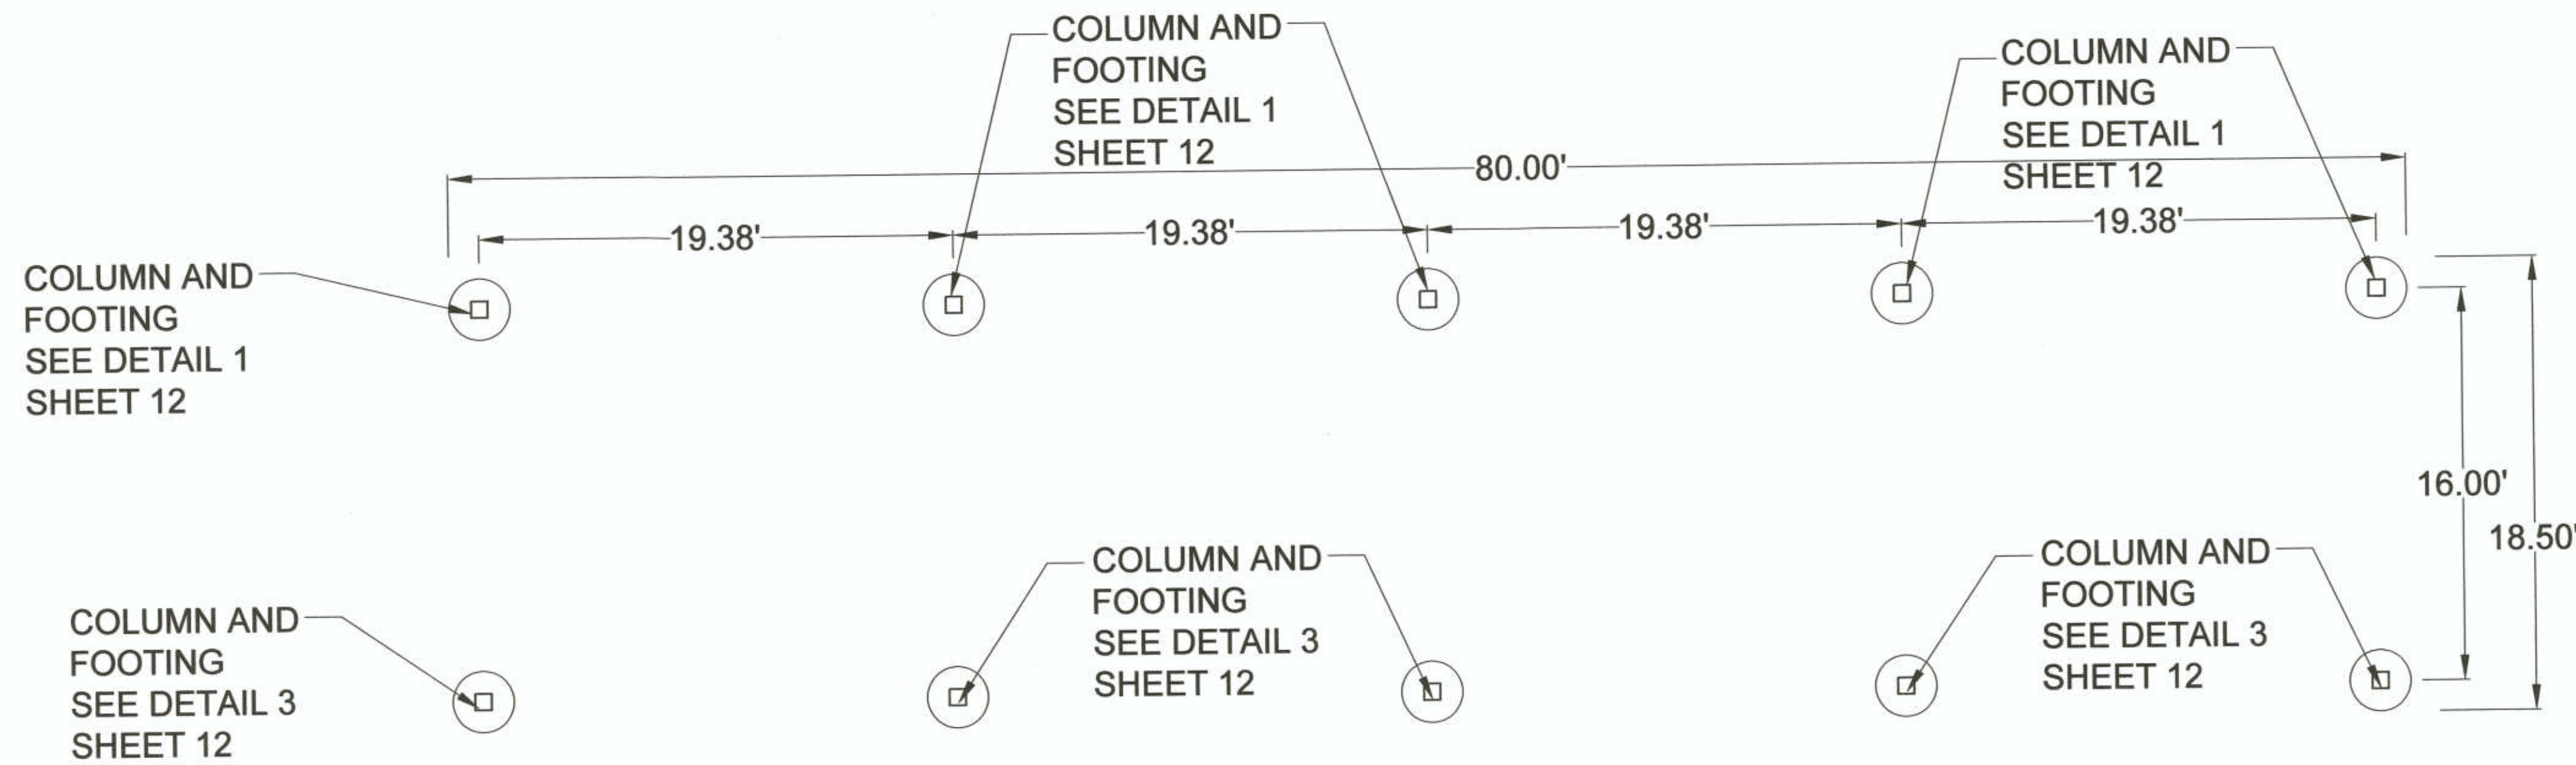 COLUMN AND
FOOTING
SEE DETAIL 1
SHEET 12
COLUMN AND
FOOTING
SEE DETAIL 1
SHEET 12
80.00'
19.38'
19.38'
19.38'
19.38'
COLUMN AND
FOOTING
SEE DETAIL 1
SHEET 12
16.00'
18.50'
COLUMN AND
FOOTING
SEE DETAIL 3
SHEET 12
COLUMN AND
FOOTING
SEE DETAIL 3
SHEET 12
COLUMN AND
FOOTING
SEE DETAIL 3
SHEET 12